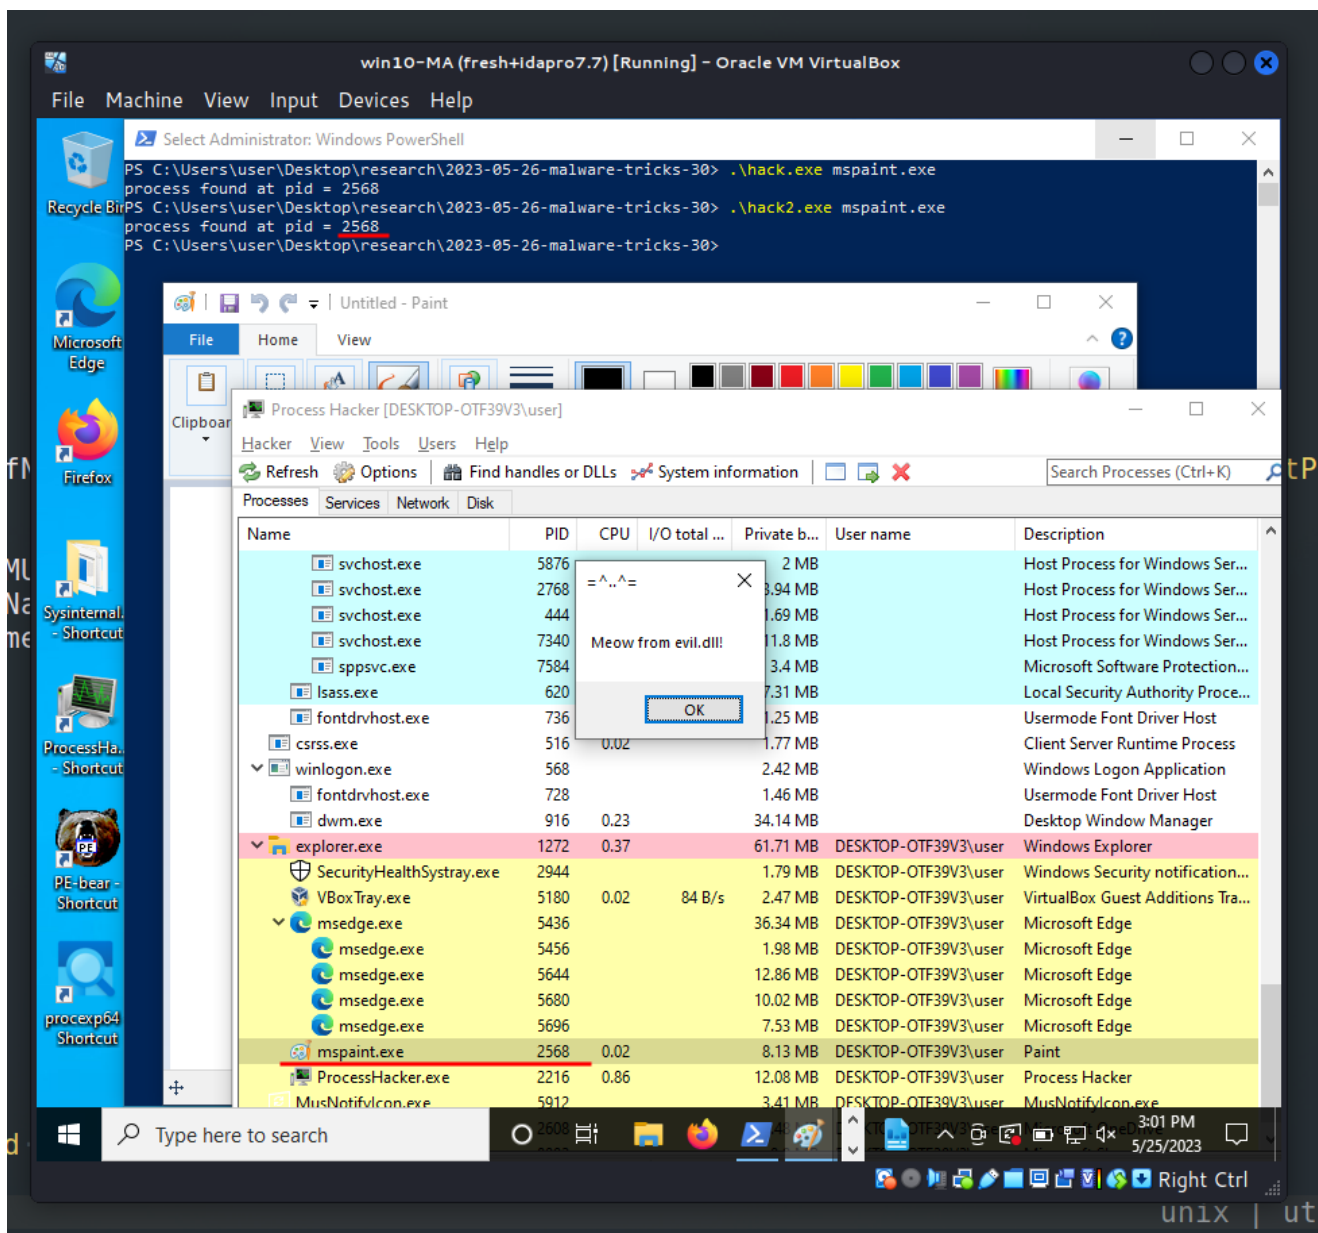 win10-MA (fresh+idapro7.7) [Running] - Oracle VM VirtualBox
File Machine View Input Devices Help
Select Administrator: Windows PowerShell
PS C:\Users\user\Desktop\research\2023-05-26-malware-tricks-30> .\hack.exe mspaint.exe
process found at pid = 2568
PS C:\Users\user\Desktop\research\2023-05-26-malware-tricks-30> .\hack2.exe mspaint.exe
process found at pid = 2568
PS C:\Users\user\Desktop\research\2023-05-26-malware-tricks-30>
Recycle Bin
Microsoft Edge
Firefox
Sysinternal.
- Shortcut
ProcessHa..
- Shortcut
PE-bear -
Shortcut
procexp64
Shortcut
Untitled - Paint
File Home View
Clipboar
Process Hacker [DESKTOP-OTF39V3\user]
Hacker View Tools Users Help
Refresh Options Find handles or DLLs System information Search Processes (Ctrl+K)
Processes Services Network Disk
Name PID CPU I/O total ... Private b... User name Description
svchost.exe 5876 2 MB Host Process for Windows Ser...
svchost.exe 2768 3.94 MB Host Process for Windows Ser...
svchost.exe 444 1.69 MB Host Process for Windows Ser...
svchost.exe 7340 11.8 MB Host Process for Windows Ser...
sppsvc.exe 7584 3.4 MB Microsoft Software Protection...
lsass.exe 620 7.31 MB Local Security Authority Proce...
fontdrvhost.exe 736 1.25 MB Usermode Font Driver Host
csrss.exe 516 0.02 1.77 MB Client Server Runtime Process
winlogon.exe 568 2.42 MB Windows Logon Application
fontdrvhost.exe 728 1.46 MB Usermode Font Driver Host
dwm.exe 916 0.23 34.14 MB Desktop Window Manager
explorer.exe 1272 0.37 61.71 MB DESKTOP-OTF39V3\user Windows Explorer
SecurityHealthSystray.exe 2944 1.79 MB DESKTOP-OTF39V3\user Windows Security notification...
VBoxTray.exe 5180 0.02 84 B/s 2.47 MB DESKTOP-OTF39V3\user VirtualBox Guest Additions Tra...
msedge.exe 5436 36.34 MB DESKTOP-OTF39V3\user Microsoft Edge
msedge.exe 5456 1.98 MB DESKTOP-OTF39V3\user Microsoft Edge
msedge.exe 5644 12.86 MB DESKTOP-OTF39V3\user Microsoft Edge
msedge.exe 5680 10.02 MB DESKTOP-OTF39V3\user Microsoft Edge
msedge.exe 5696 7.53 MB DESKTOP-OTF39V3\user Microsoft Edge
mspaint.exe 2568 0.02 8.13 MB DESKTOP-OTF39V3\user Paint
ProcessHacker.exe 2216 0.86 12.08 MB DESKTOP-OTF39V3\user Process Hacker
MusNotifyIcon.exe 5912 3.41 MB DESKTOP-OTF39V3\user MusNotifyIcon.exe
=^..^=
Meow from evil.dll!
OK
Type here to search
3:01 PM
5/25/2023
Right Ctrl
unix | ut